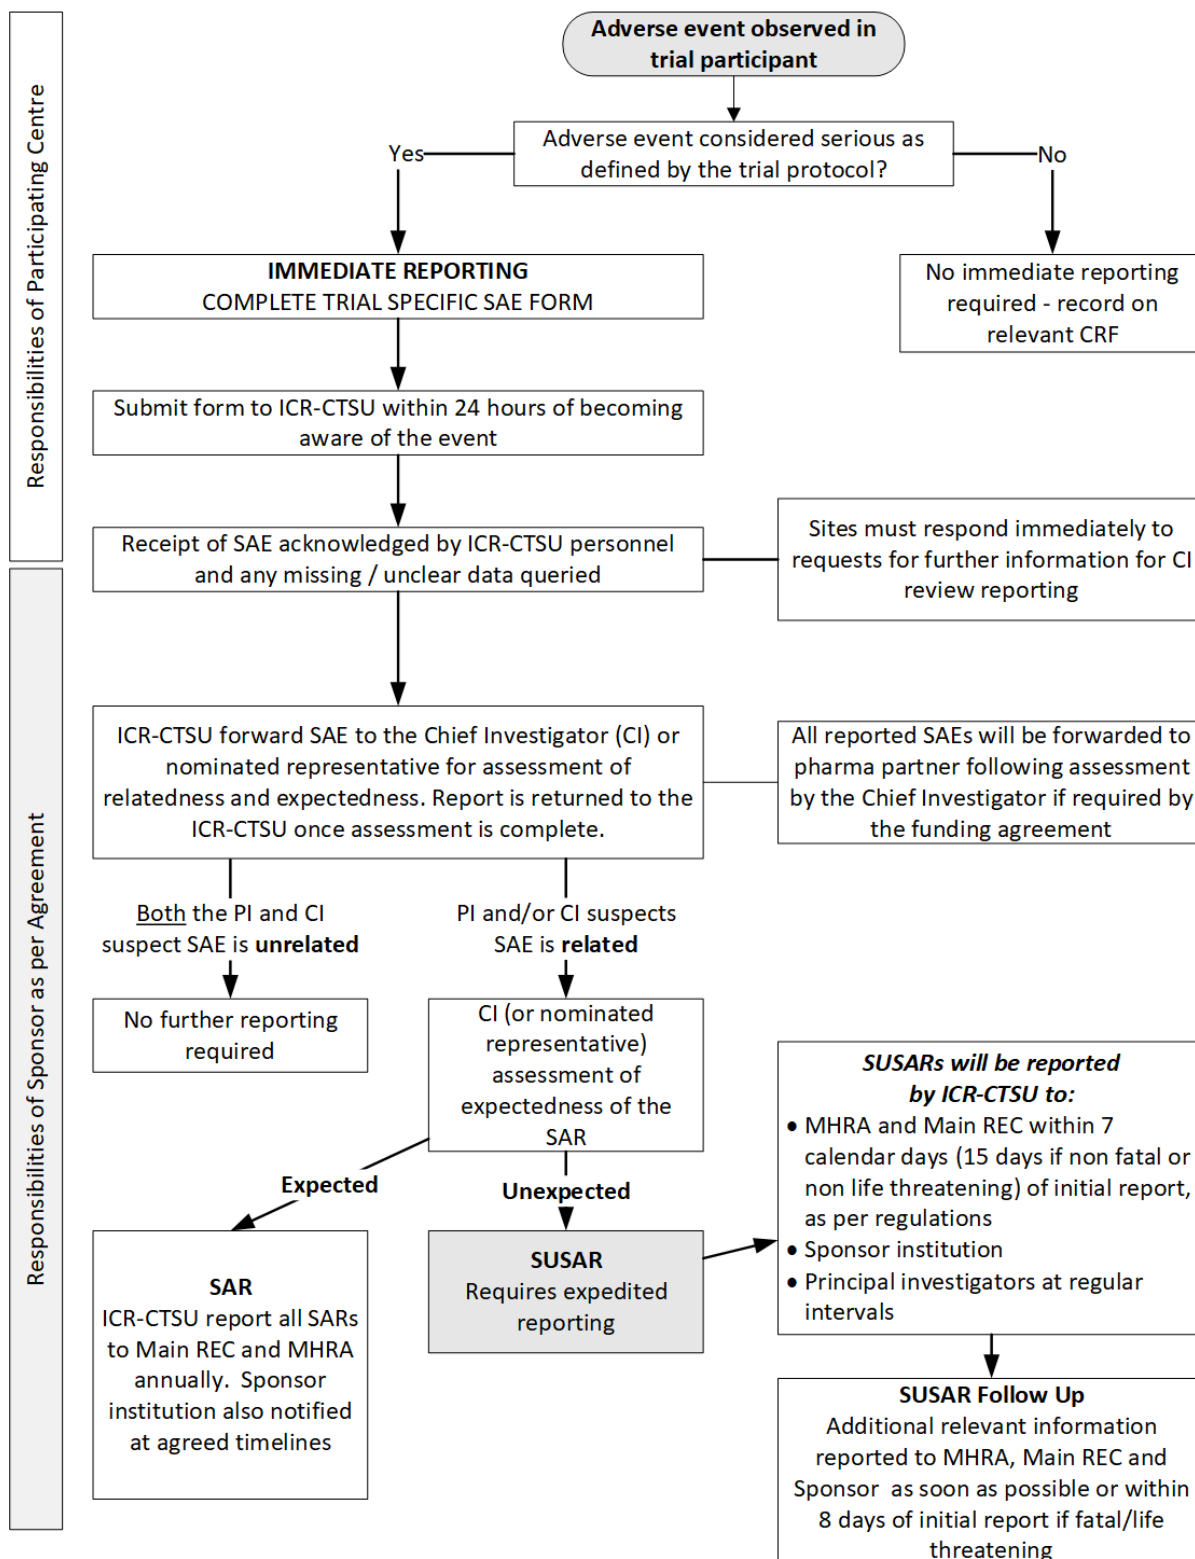 Adverse event observed in
trial participant
Adverse event considered serious as
defined by the trial protocol?
Yes
No
IMMEDIATE REPORTING
COMPLETE TRIAL SPECIFIC SAE FORM
No immediate reporting
required - record on
relevant CRF
Submit form to ICR-CTSU within 24 hours of becoming
aware of the event
Responsibilities of Participating Centre
Receipt of SAE acknowledged by ICR-CTSU personnel
and any missing / unclear data queried
Sites must respond immediately to
requests for further information for CI
review reporting
ICR-CTSU forward SAE to the Chief Investigator (CI) or
nominated representative for assessment of
relatedness and expectedness. Report is returned to the
ICR-CTSU once assessment is complete.
All reported SAEs will be forwarded to
pharma partner following assessment
by the Chief Investigator if required by
the funding agreement
Both the PI and CI
suspect SAE is unrelated
PI and/or CI suspects
SAE is related
No further reporting
required
CI (or nominated
representative)
assessment of
expectedness of the
SAR
Expected
Unexpected
SAR
ICR-CTSU report all SARs
to Main REC and MHRA
annually. Sponsor
institution also notified
at agreed timelines
SUSAR
Requires expedited
reporting
SUSARs will be reported
by ICR-CTSU to:
• MHRA and Main REC within 7
calendar days (15 days if non fatal or
non life threatening) of initial report,
as per regulations
• Sponsor institution
• Principal investigators at regular
intervals
SUSAR Follow Up
Additional relevant information
reported to MHRA, Main REC and
Sponsor as soon as possible or within
8 days of initial report if fatal/life
threatening
Responsibilities of Sponsor as per Agreement